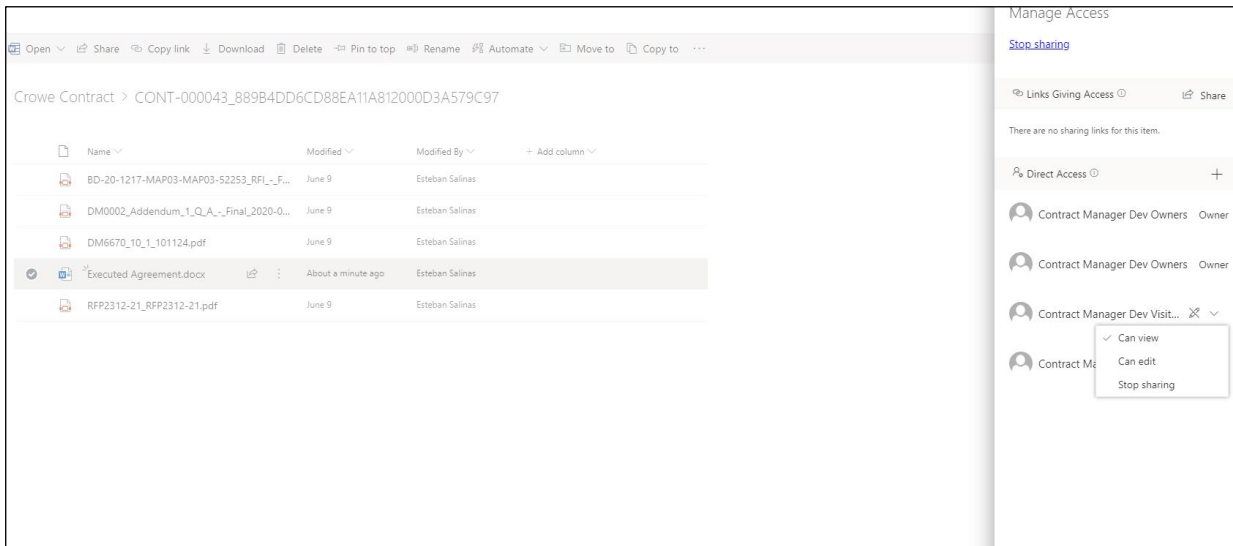 Manage Access
Stop sharing
Open Share Copy link Download Delete Pin to top Rename Automate Move to Copy to ...
Links Giving Access Share
There are no sharing links for this item.
Direct Access
Contract Manager Dev Owners Owner
Contract Manager Dev Owners Owner
Contract Manager Dev Visit...
Can view
Can edit
Stop sharing
Contract Ma
Crowe Contract > CONT-000043_889B4DD6CD88EA11A812000D3A579C97
Name Modified Modified By + Add column
BD-20-1217-MAP03-MAP03-52253_RFI_-_F... June 9 Esteban Salinas
DM0002_Addendum_1_Q_A_-_Final_2020-0... June 9 Esteban Salinas
DM6670_10_1_101124.pdf June 9 Esteban Salinas
Executed Agreement.docx About a minute ago Esteban Salinas
RFP2312-21_RFP2312-21.pdf June 9 Esteban Salinas